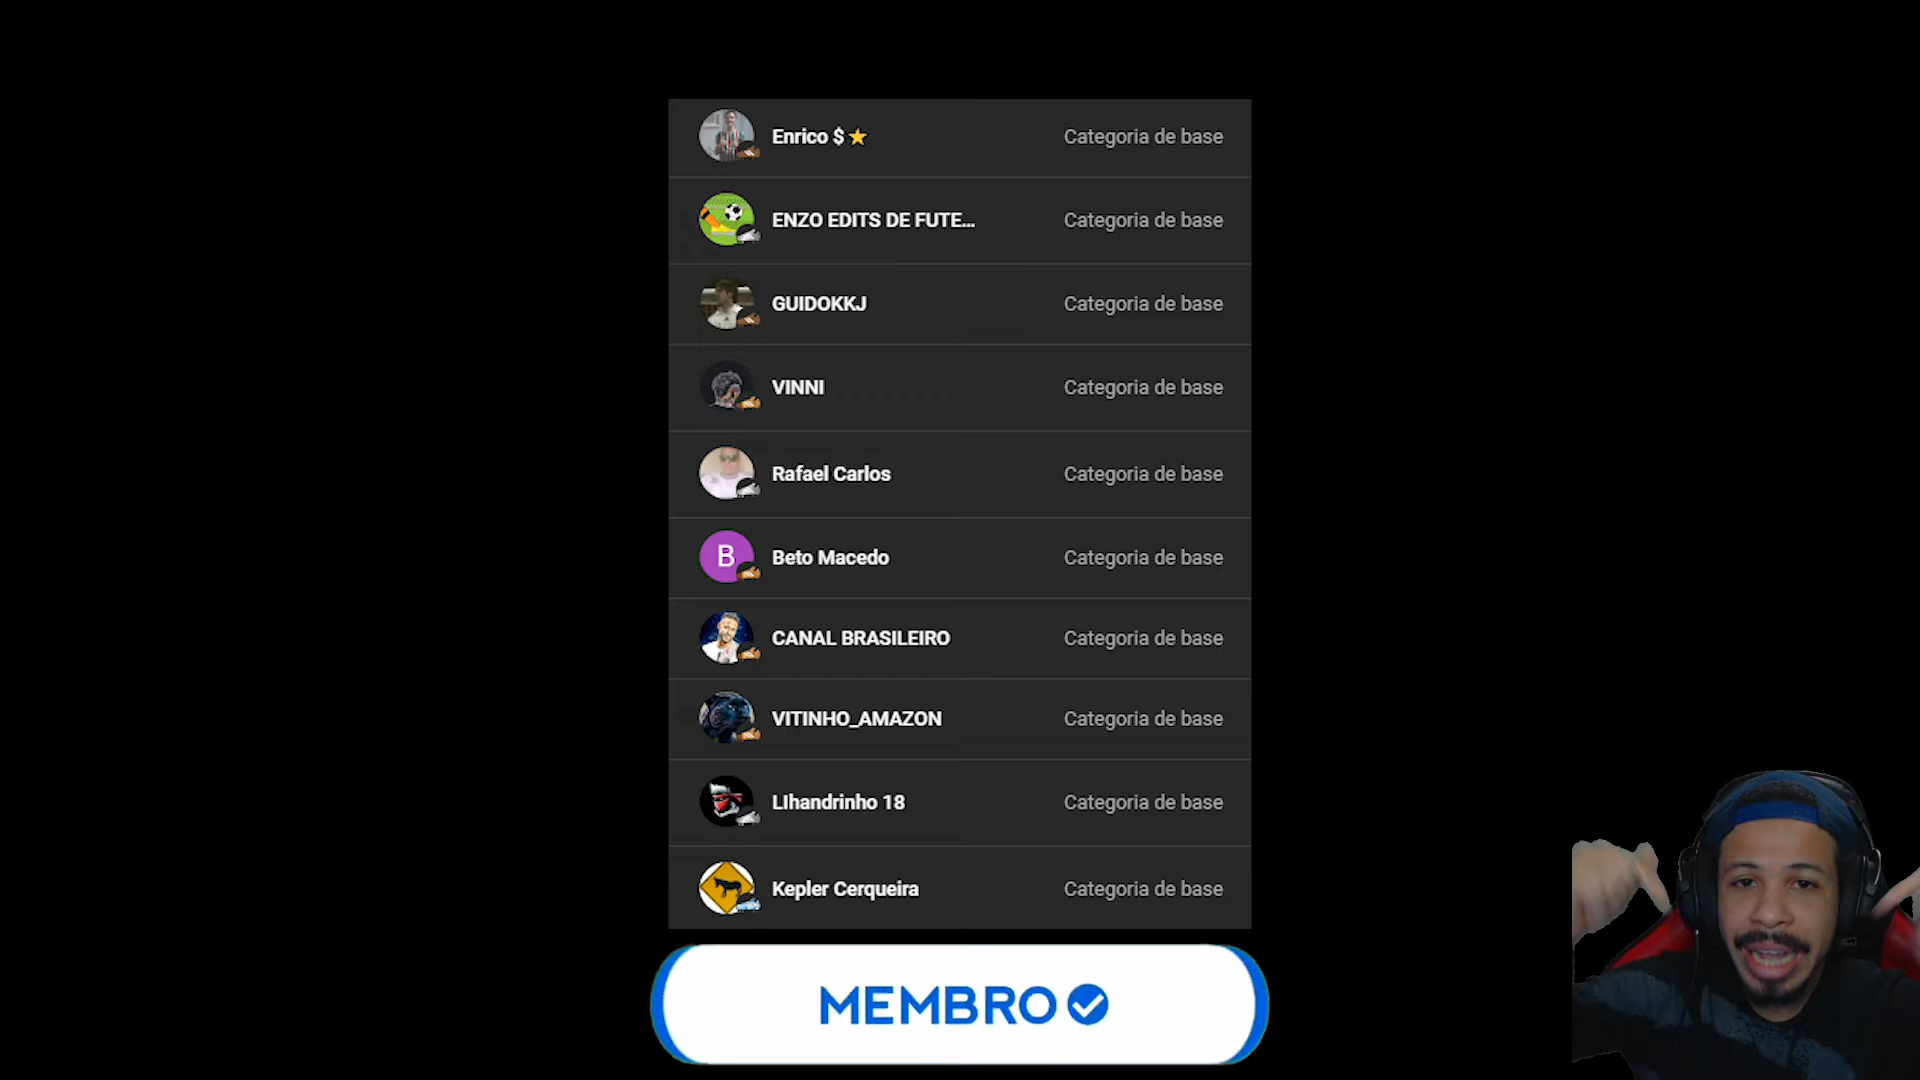 Enrico $⭐ Categoria de base
ENZO EDITS DE FUTE... Categoria de base
GUIDOKKJ Categoria de base
VINNI Categoria de base
Rafael Carlos Categoria de base
B Beto Macedo Categoria de base
CANAL BRASILEIRO Categoria de base
VITINHO_AMAZON Categoria de base
LIhandrinho 18 Categoria de base
Kepler Cerqueira Categoria de base
MEMBRO